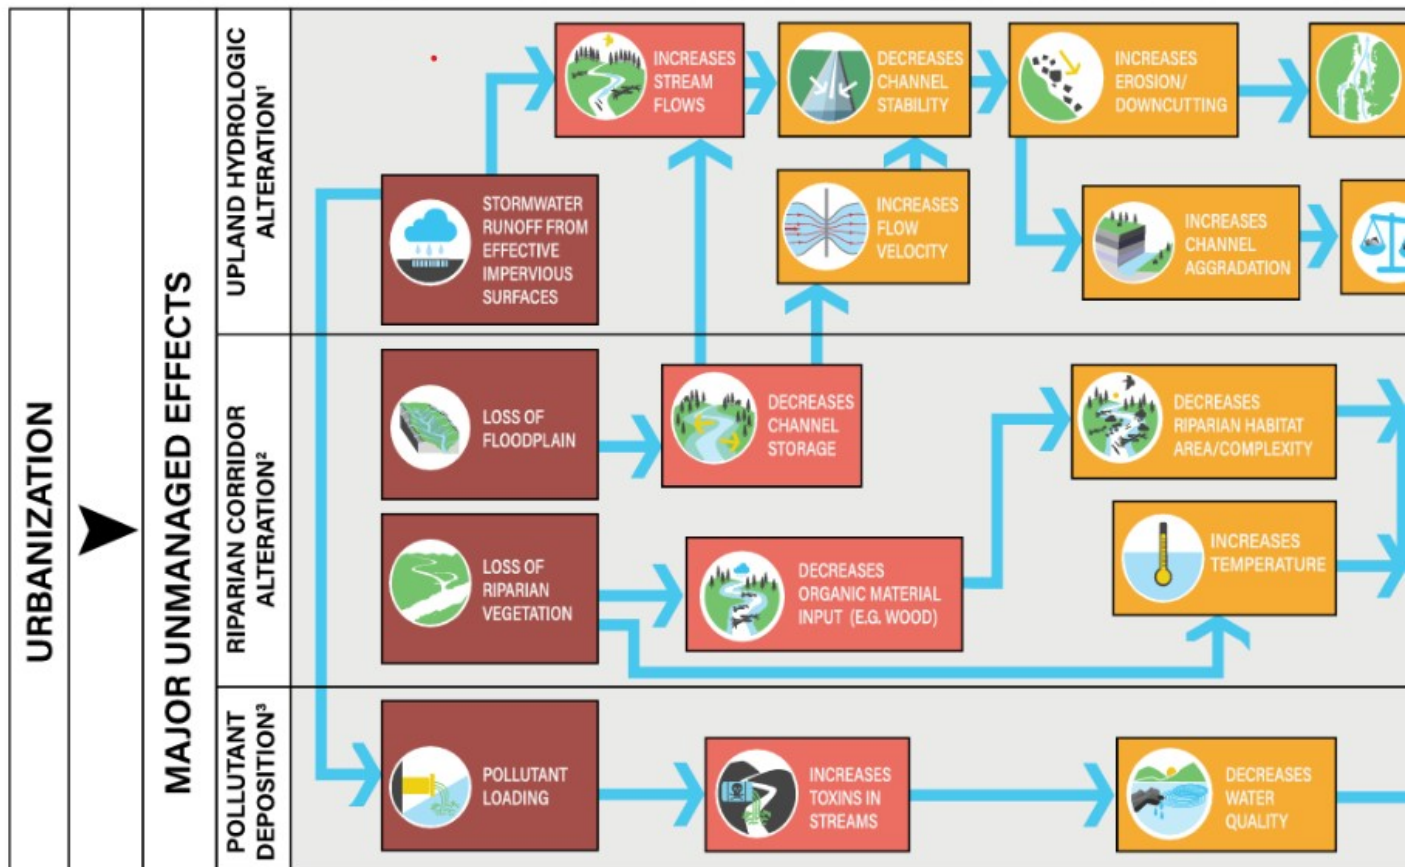 URBANIZATION
MAJOR UNMANAGED EFFECTS
UPLAND HYDROLOGIC
ALTERATION¹
STORMWATER
RUNOFF FROM
EFFECTIVE
IMPERVIOUS
SURFACES
INCREASES
STREAM
FLOWS
DECREASES
CHANNEL
STABILITY
INCREASES
FLOW
VELOCITY
INCREASES
EROSION/
DOWNCUTTING
INCREASES
CHANNEL
AGGRADATION
RIPARIAN CORRIDOR
ALTERATION²
LOSS OF
FLOODPLAIN
DECREASES
CHANNEL
STORAGE
DECREASES
RIPARIAN HABITAT
AREA/COMPLEXITY
LOSS OF
RIPARIAN
VEGETATION
DECREASES
ORGANIC MATERIAL
INPUT (E.G. WOOD)
INCREASES
TEMPERATURE
POLLUTANT
DEPOSITION³
POLLUTANT
LOADING
INCREASES
TOXINS IN
STREAMS
DECREASES
WATER
QUALITY